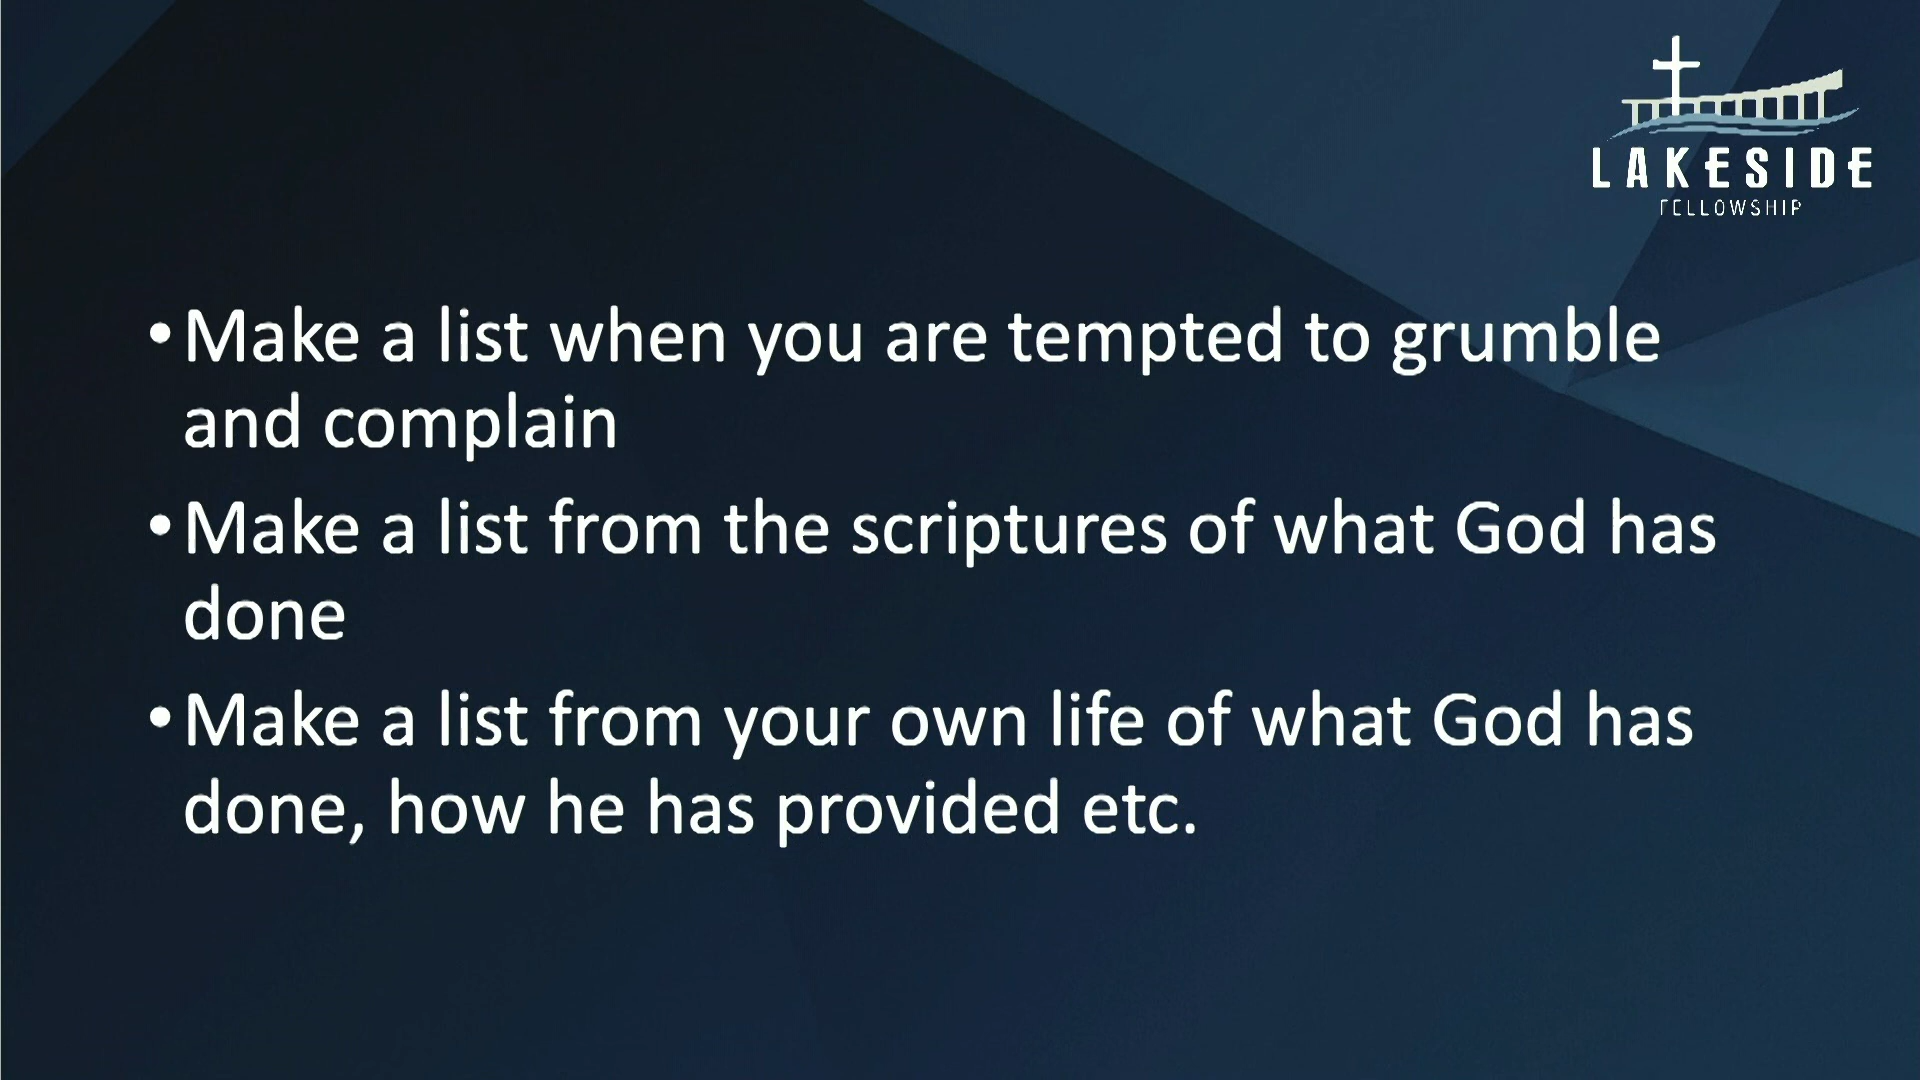 LAKESIDE
FELLOWSHIP
•Make a list when you are tempted to grumble
and complain
•Make a list from the scriptures of what God has
done
•Make a list from your own life of what God has
done, how he has provided etc.